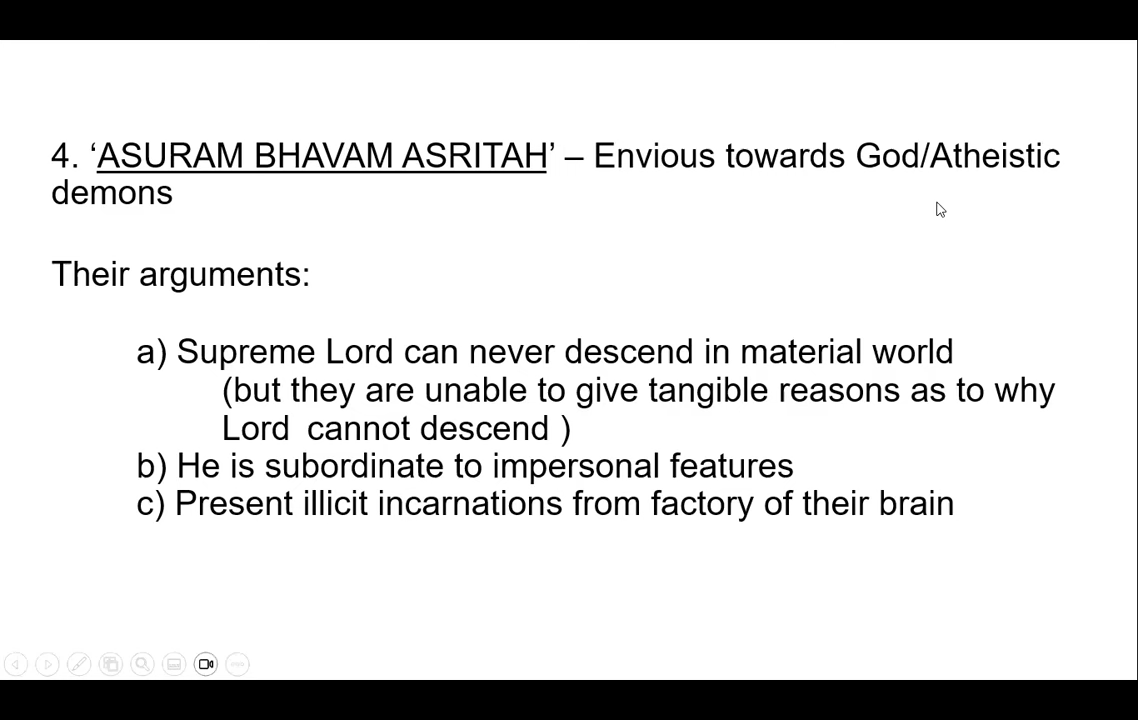 4. ‘ASURAM BHAVAM ASRITAH’ – Envious towards God/Atheistic
demons
Their arguments:
a) Supreme Lord can never descend in material world
(but they are unable to give tangible reasons as to why
Lord cannot descend )
b) He is subordinate to impersonal features
c) Present illicit incarnations from factory of their brain